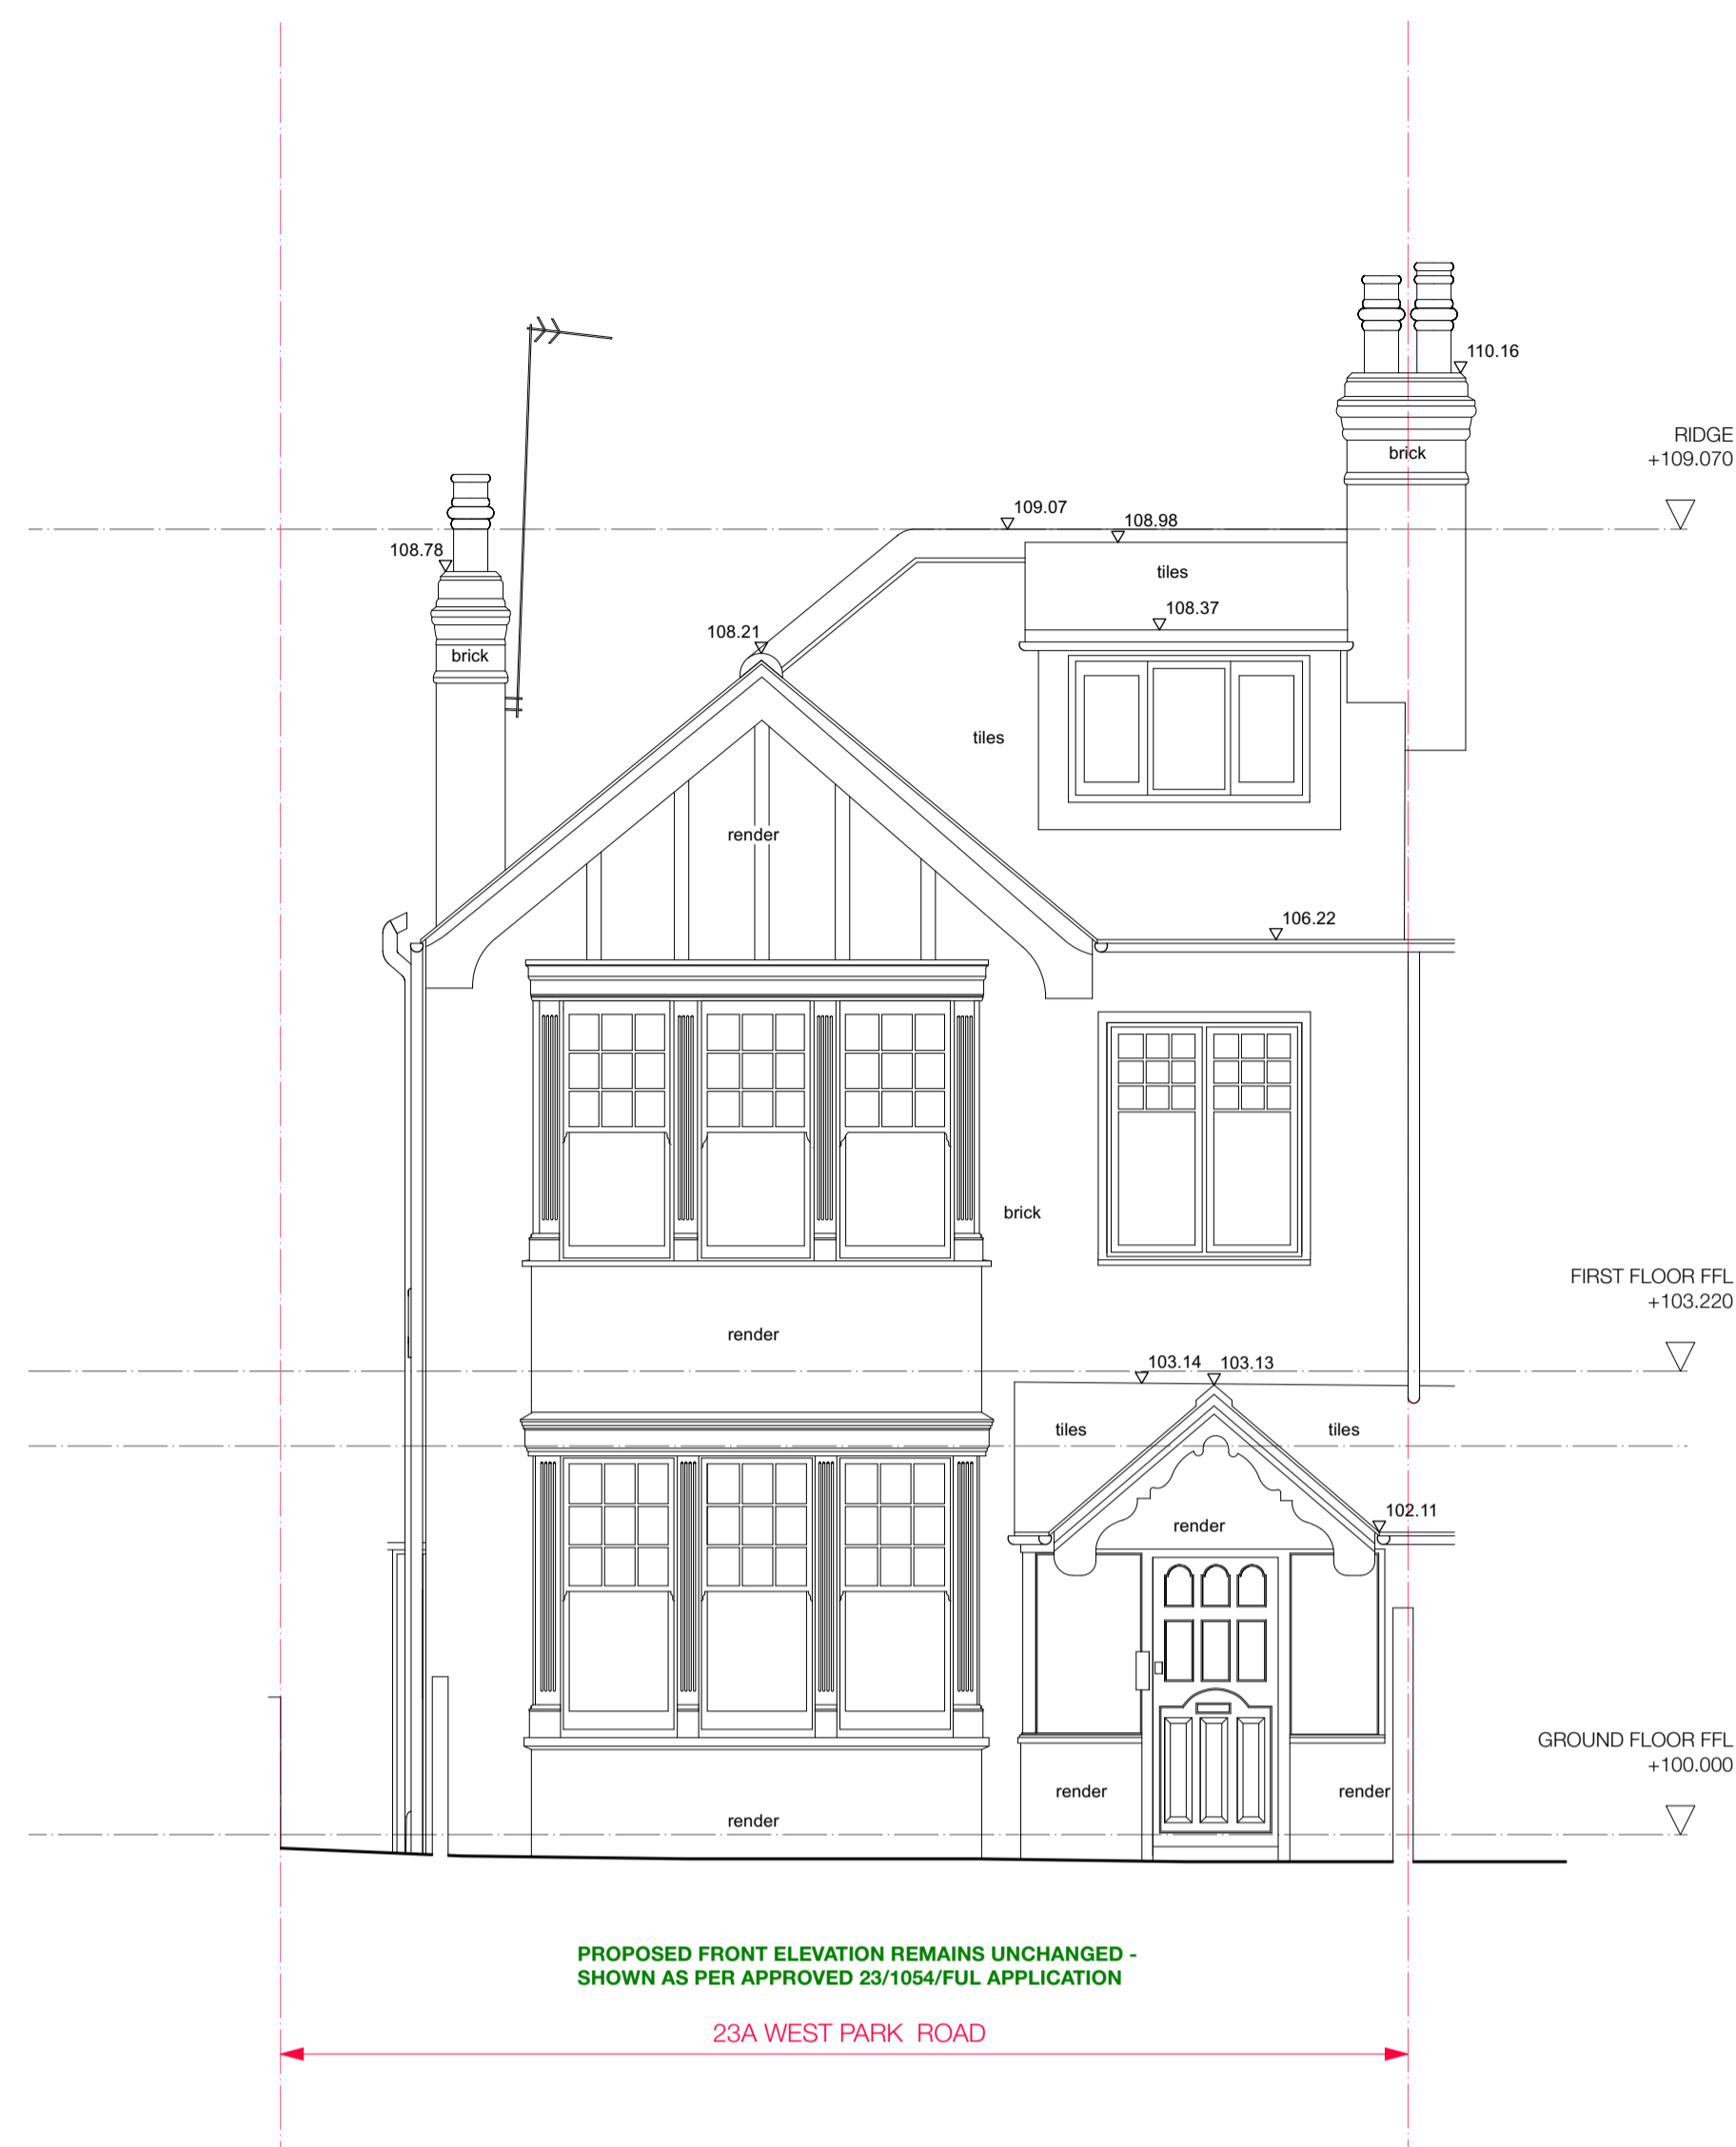 110.16
RIDGE
+109.070
brick
109.07
108.98
108.78
tiles
108.37
108.21
brick
tiles
render
106.22
brick
FIRST FLOOR FFL
+103.220
render
103.14
103.13
tiles
tiles
102.11
render
GROUND FLOOR FFL
+100.000
render
render
render
PROPOSED FRONT ELEVATION REMAINS UNCHANGED -
SHOWN AS PER APPROVED 23/1054/FUL APPLICATION
23A WEST PARK ROAD